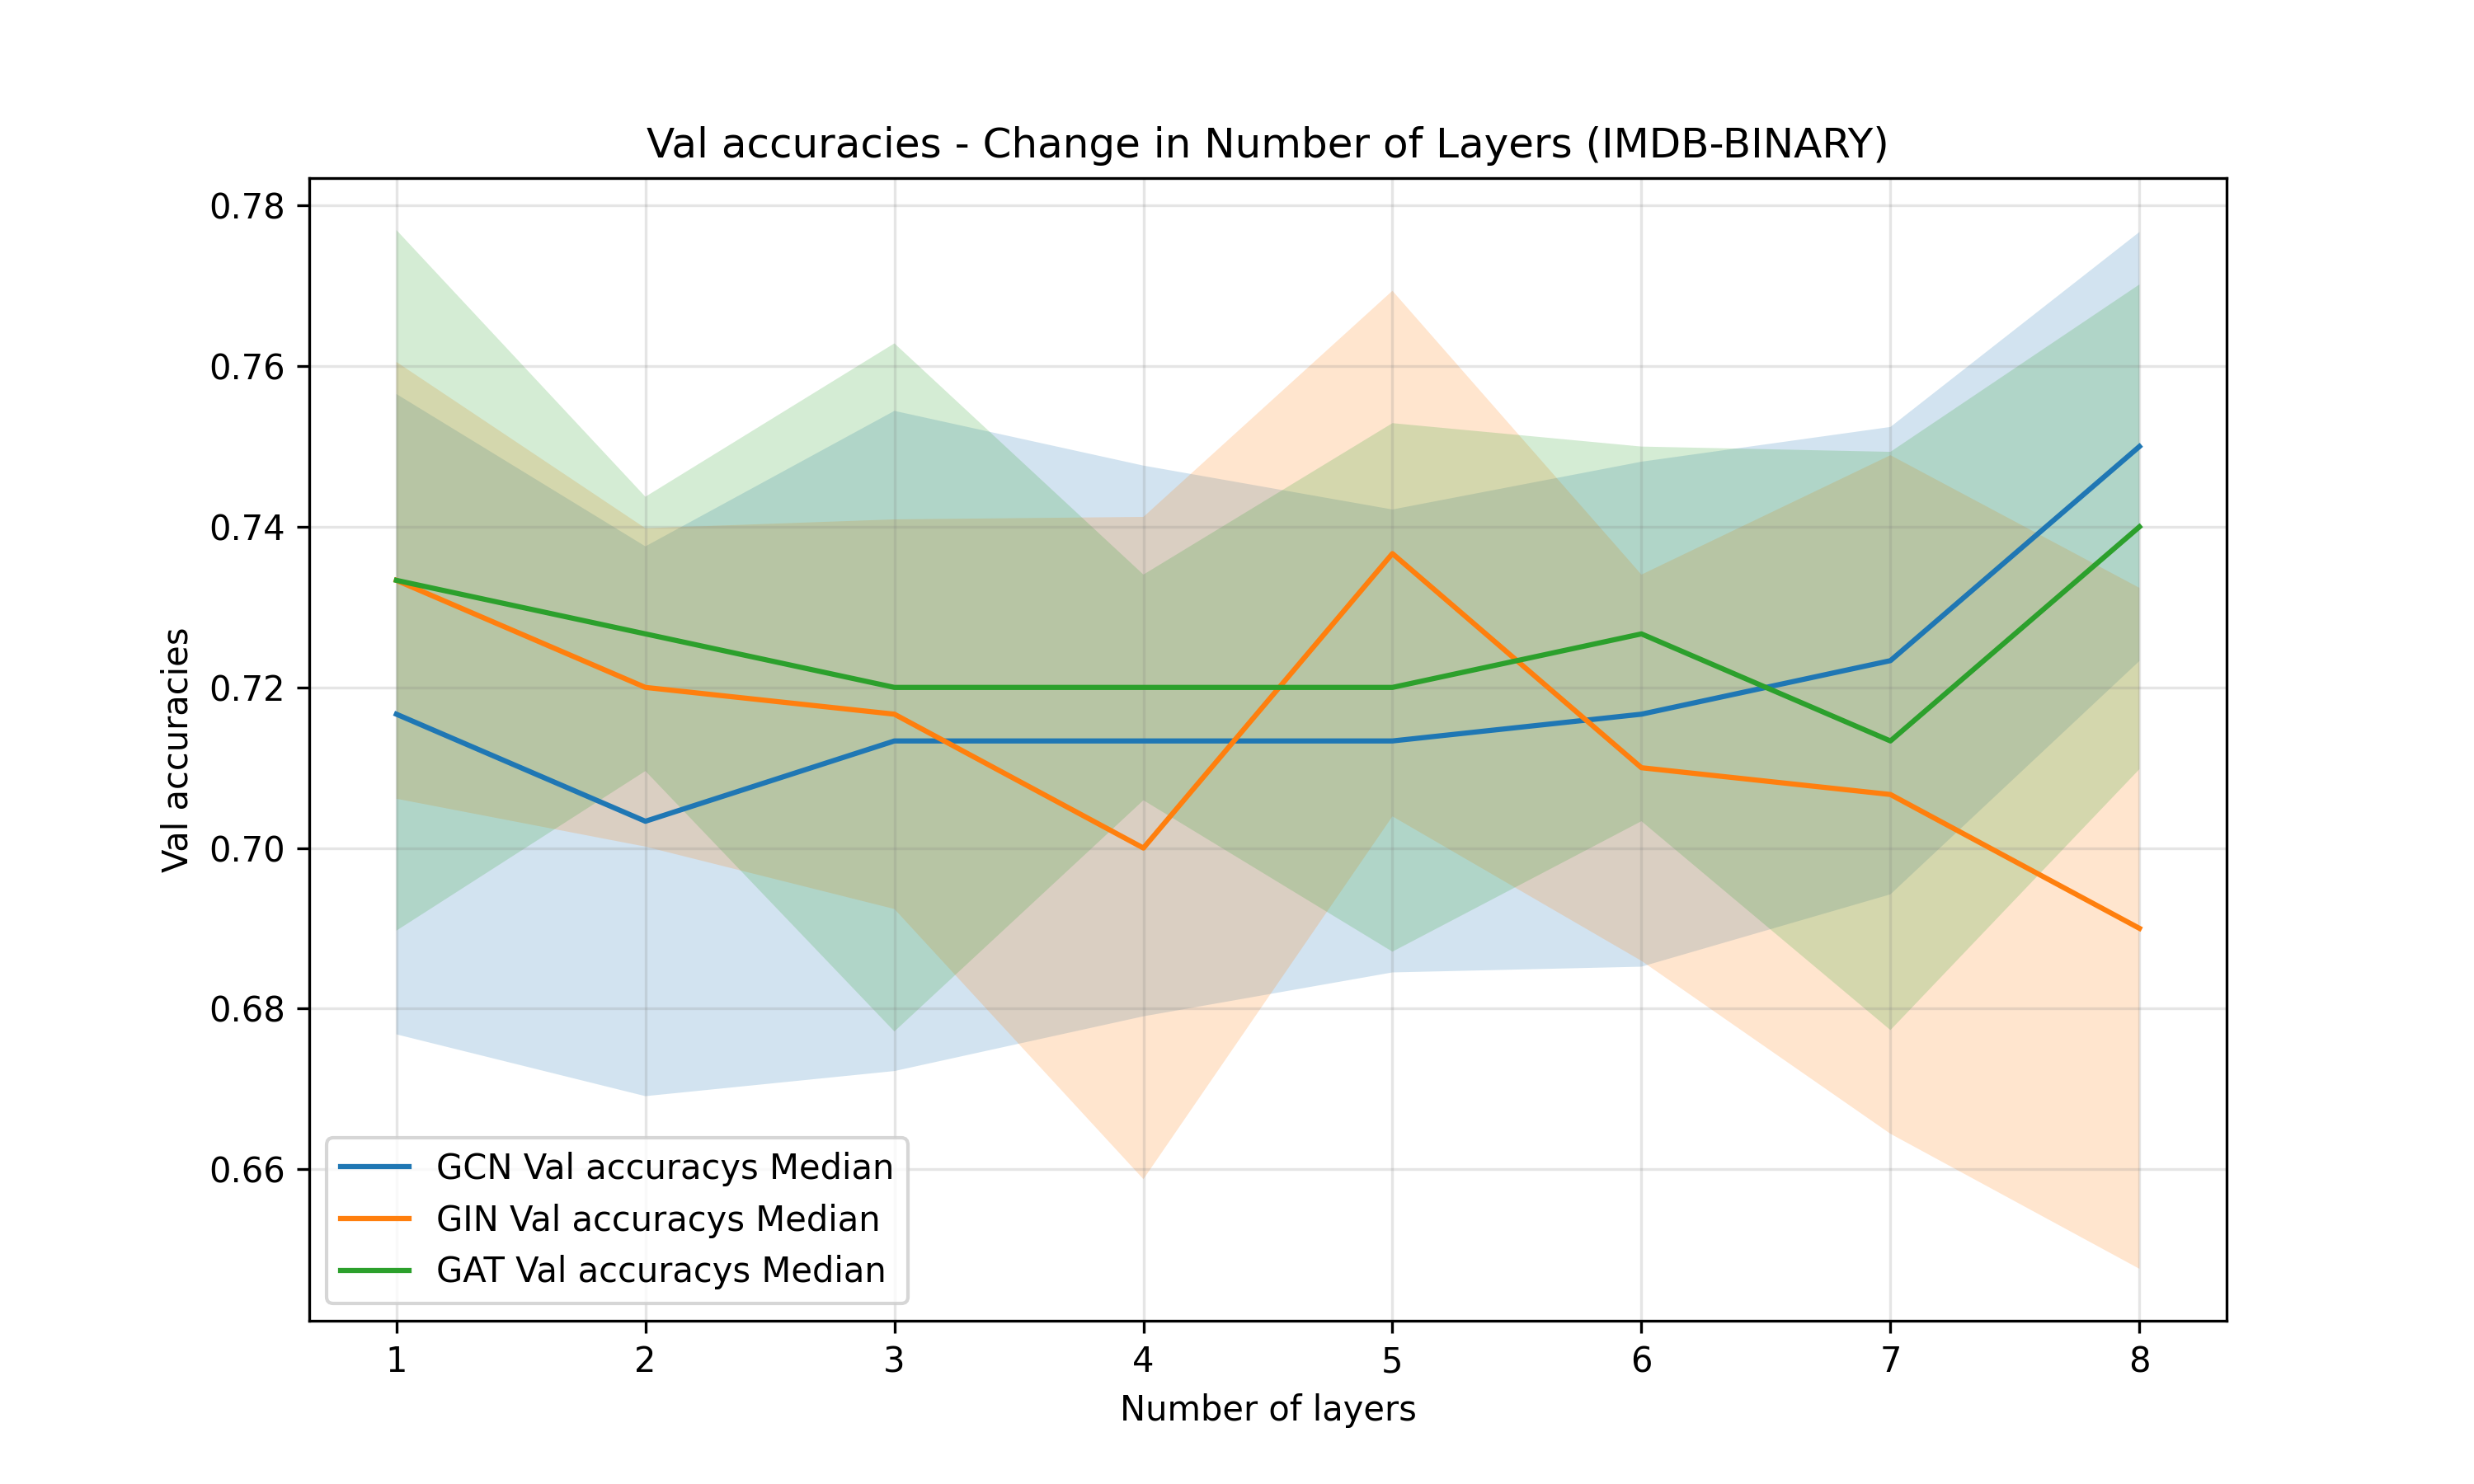 Val accuracies - Change in Number of Layers (IMDB-BINARY)
Val accuracies
0.78
0.76
0.74
0.72
0.70
0.68
0.66
GCN Val accuracys Median
GIN Val accuracys Median
GAT Val accuracys Median
1 2 3 4 5 6 7 8
Number of layers